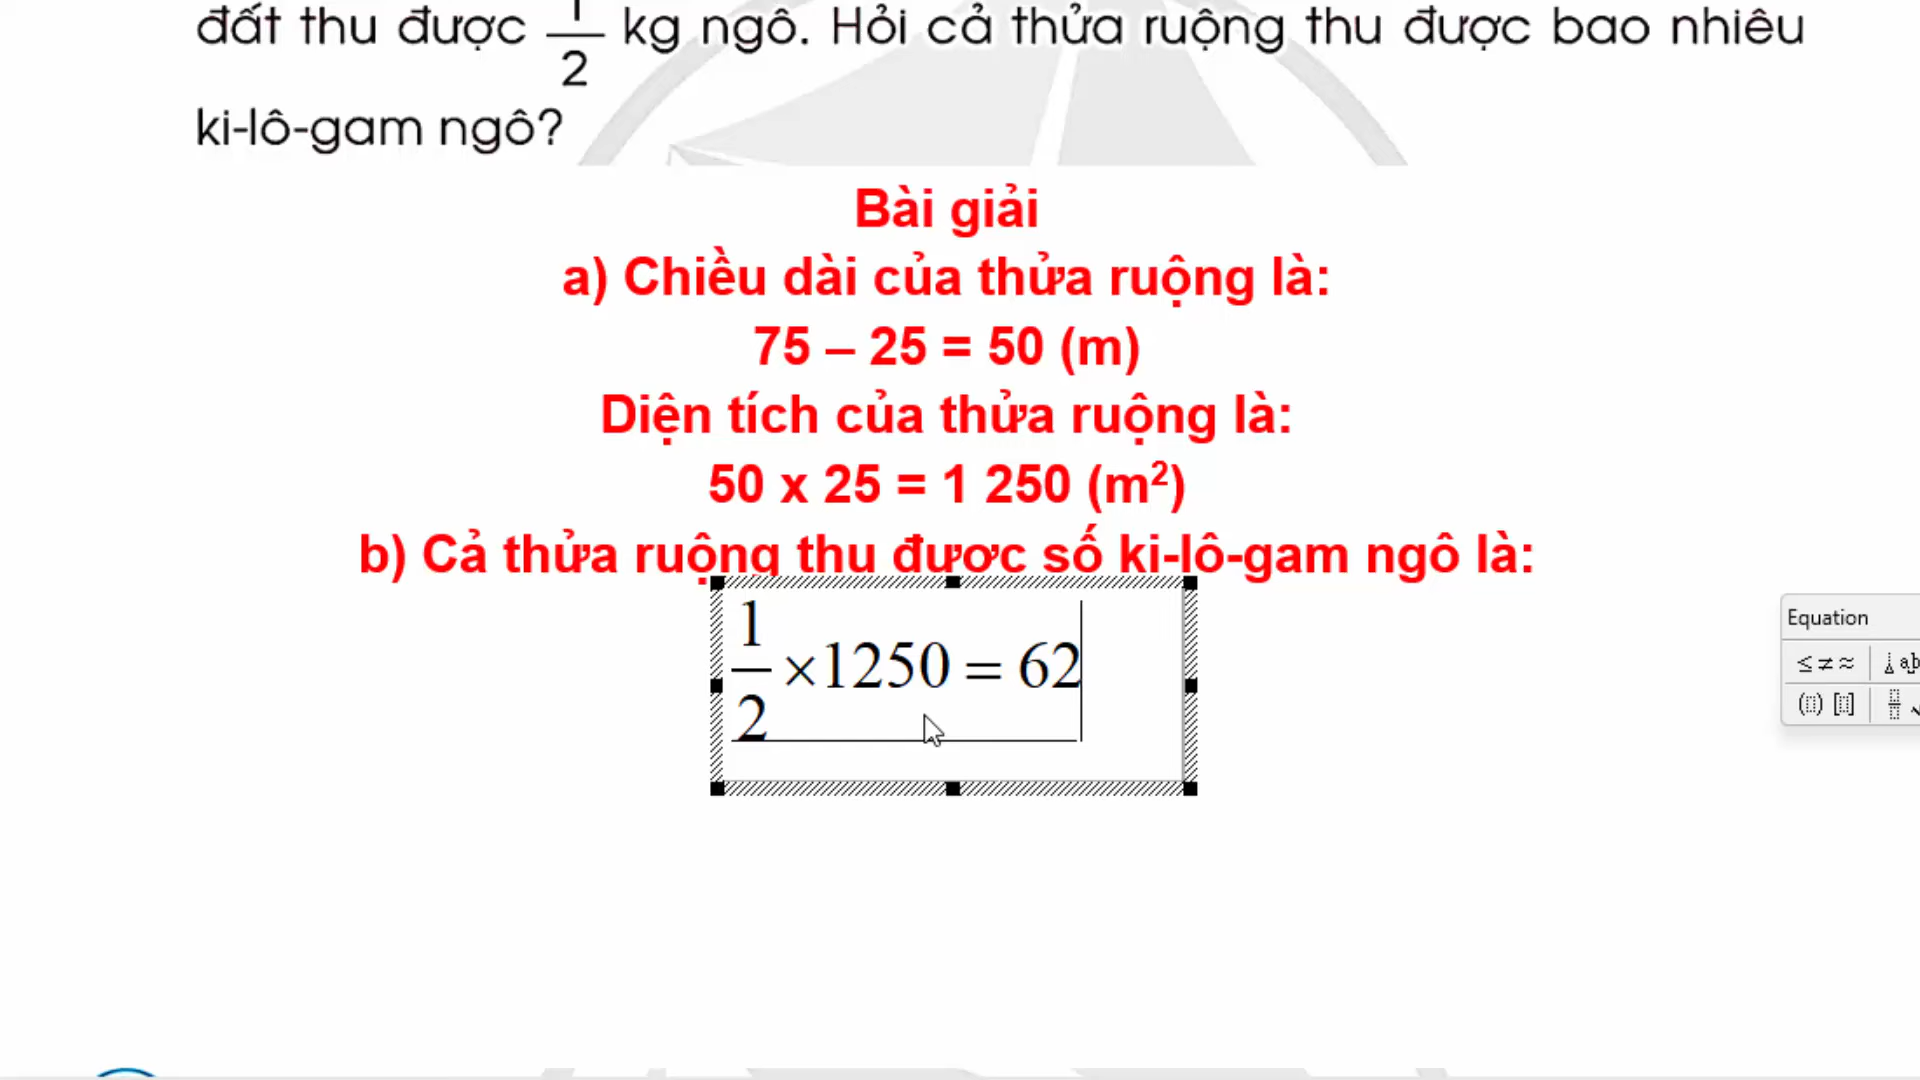 đất thu được 1/2 kg ngô. Hỏi cả thửa ruộng thu được bao nhiêu
ki-lô-gam ngô?
Bài giải
a) Chiều dài của thửa ruộng là:
75 – 25 = 50 (m)
Diện tích của thửa ruộng là:
50 x 25 = 1 250 (m²)
b) Cả thửa ruộng thu được số ki-lô-gam ngô là:
1/2 ×1250 = 62
Equation
≤≠≈ ab